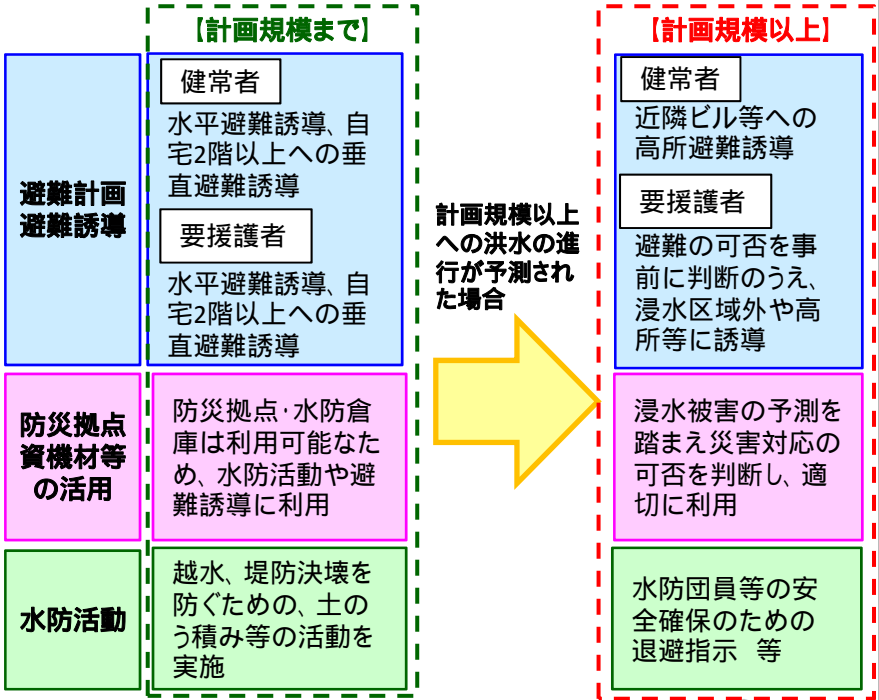 【計画規模まで】
【計画規模以上】
避難計画
避難誘導
健常者
水平避難誘導、自
宅2階以上への垂
直避難誘導
要援護者
水平避難誘導、自
宅2階以上への垂
直避難誘導
計画規模以上
への洪水の進
行が予測され
た場合
健常者
近隣ビル等への
高所避難誘導
要援護者
避難の可否を事
前に判断のうえ、
浸水区域外や高
所等に誘導
防災拠点
資機材等
の活用
防災拠点・水防倉
庫は利用可能なた
め、水防活動や避
難誘導に利用
浸水被害の予測を
踏まえ災害対応の
可否を判断し、適
切に利用
水防活動
越水、堤防決壊を
防ぐための、土の
う積み等の活動を
実施
水防団員等の安
全確保のための
退避指示　等